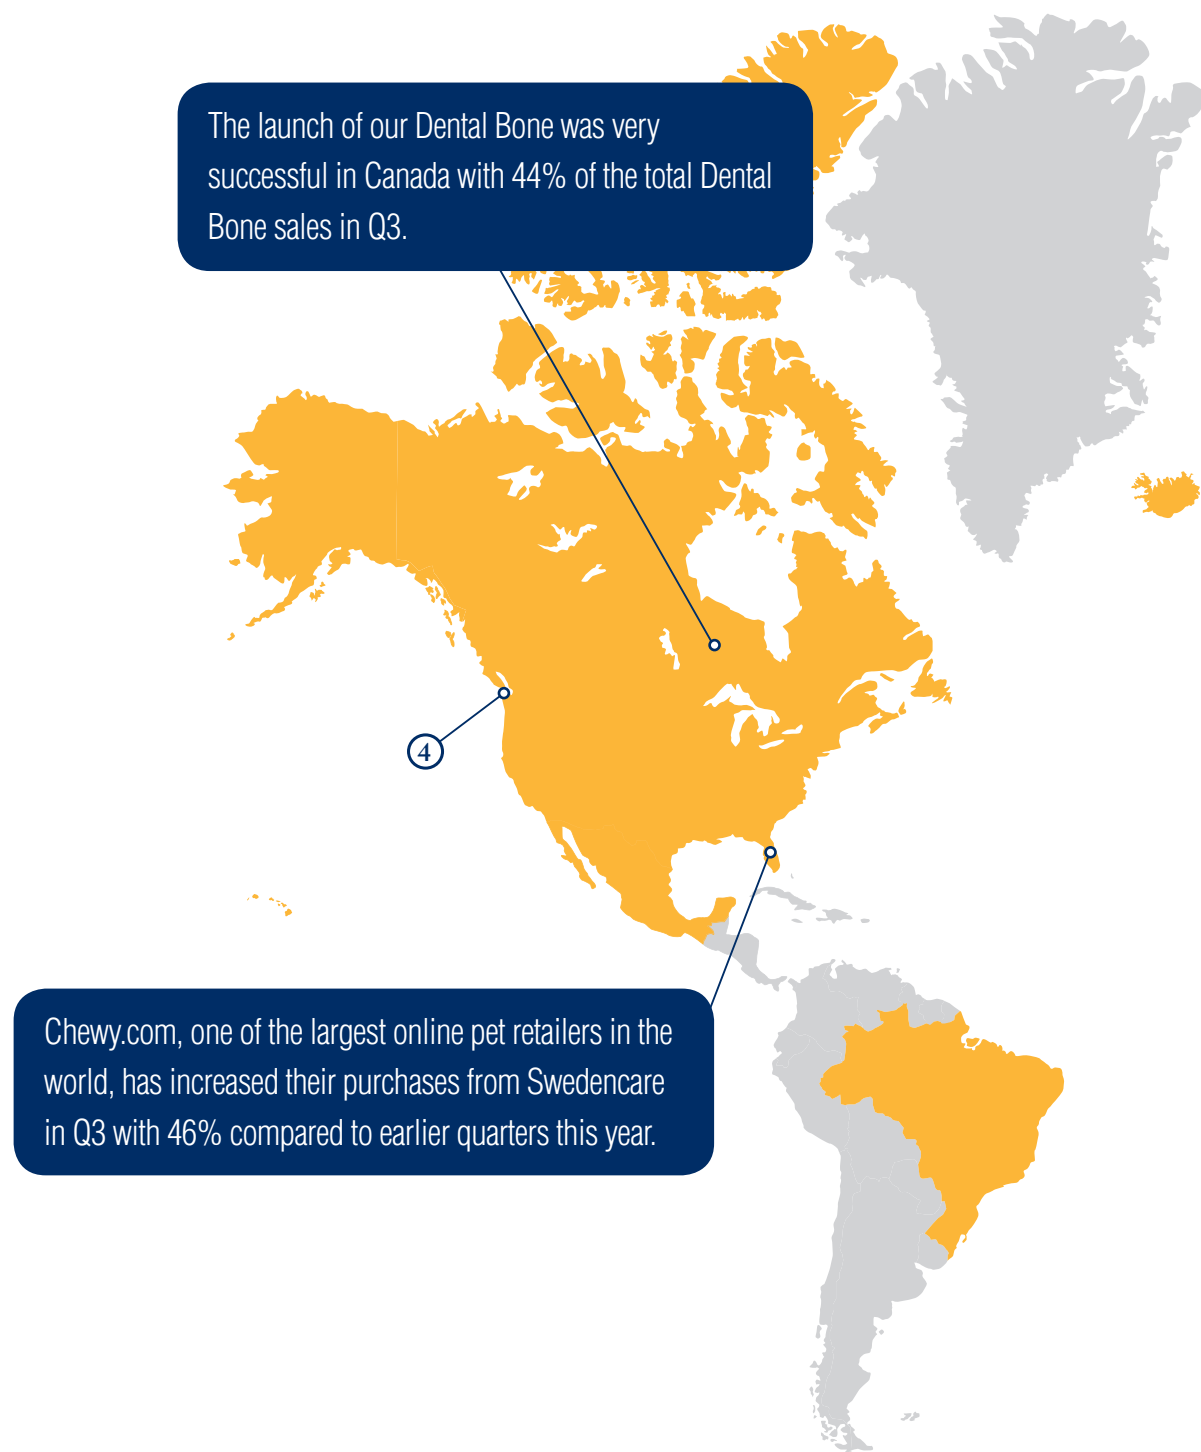 The launch of our Dental Bone was very
successful in Canada with 44% of the total Dental
Bone sales in Q3.
4
Chewy.com, one of the largest online pet retailers in the
world, has increased their purchases from Swedencare
in Q3 with 46% compared to earlier quarters this year.